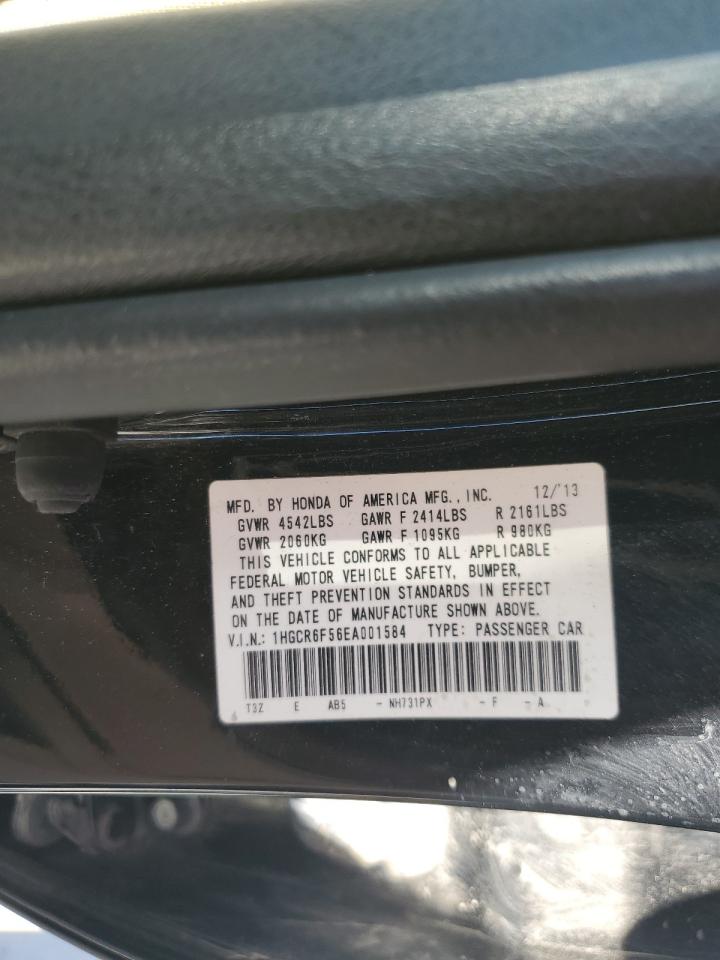 MFD. BY HONDA OF AMERICA MFG., INC. 12/'13
GVWR 4542LBS GAWR F 2414LBS R 2161LBS
GVWR 2060KG GAWR F 1095KG R 980KG
THIS VEHICLE CONFORMS TO ALL APPLICABLE
FEDERAL MOTOR VEHICLE SAFETY, BUMPER,
AND THEFT PREVENTION STANDARDS IN EFFECT
ON THE DATE OF MANUFACTURE SHOWN ABOVE.
V.I.N.: 1HGCR6F56EA001584 TYPE: PASSENGER CAR
T3Z E AB5 - NH731PX - F - A